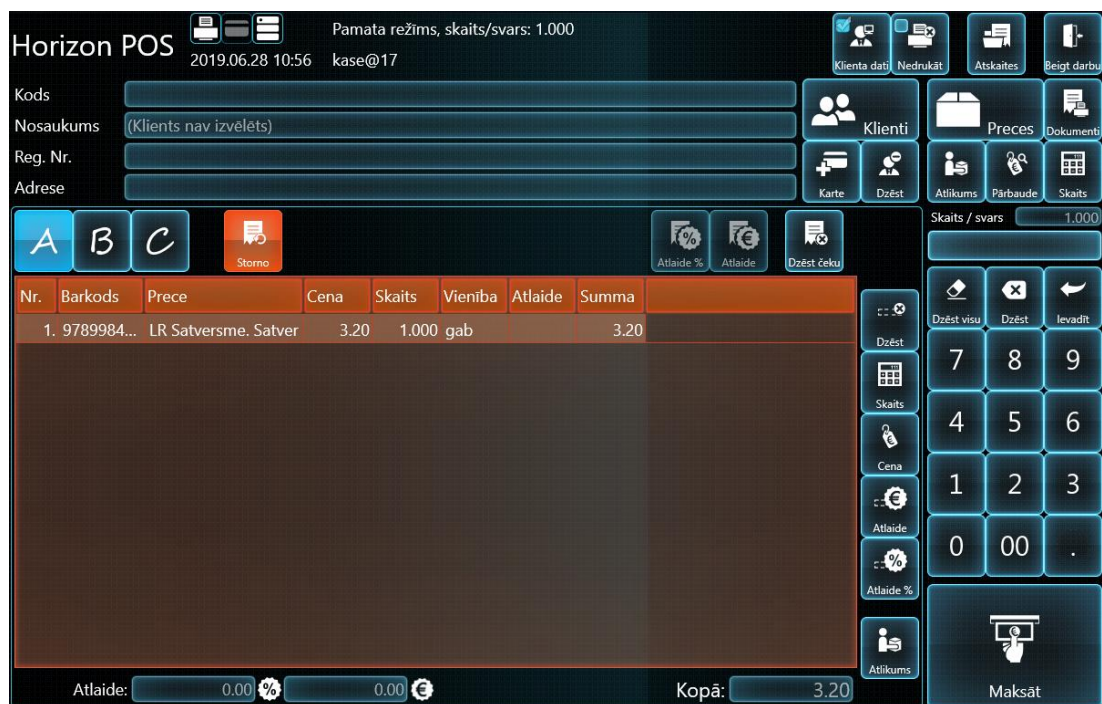 Horizon POS
Pamata režīms, skaits/svars: 1.000
2019.06.28 10:56 kase@17
Klienta dati Nedrukāt Atskaites Beigt darbu
Kods
Nosaukums (Klients nav izvēlēts)
Reg. Nr.
Adrese
Klienti Preces Dokumenti
Karte Dzēst Atlikums Pārbaude Skaits
A B C Storno Atlaide % Atlaide Dzēst čeku
Skaits / svars 1.000
Nr. Barkods Prece Cena Skaits Vienība Atlaide Summa
1. 9789984... LR Satversme. Satver 3.20 1.000 gab 3.20
Dzēst
Skaits
Cena
Atlaide
Atlaide %
Atlikums
Dzēst visu Dzēst Ievadīt
7 8 9
4 5 6
1 2 3
0 00 .
Maksāt
Atlaide: 0.00 % 0.00 € Kopā: 3.20